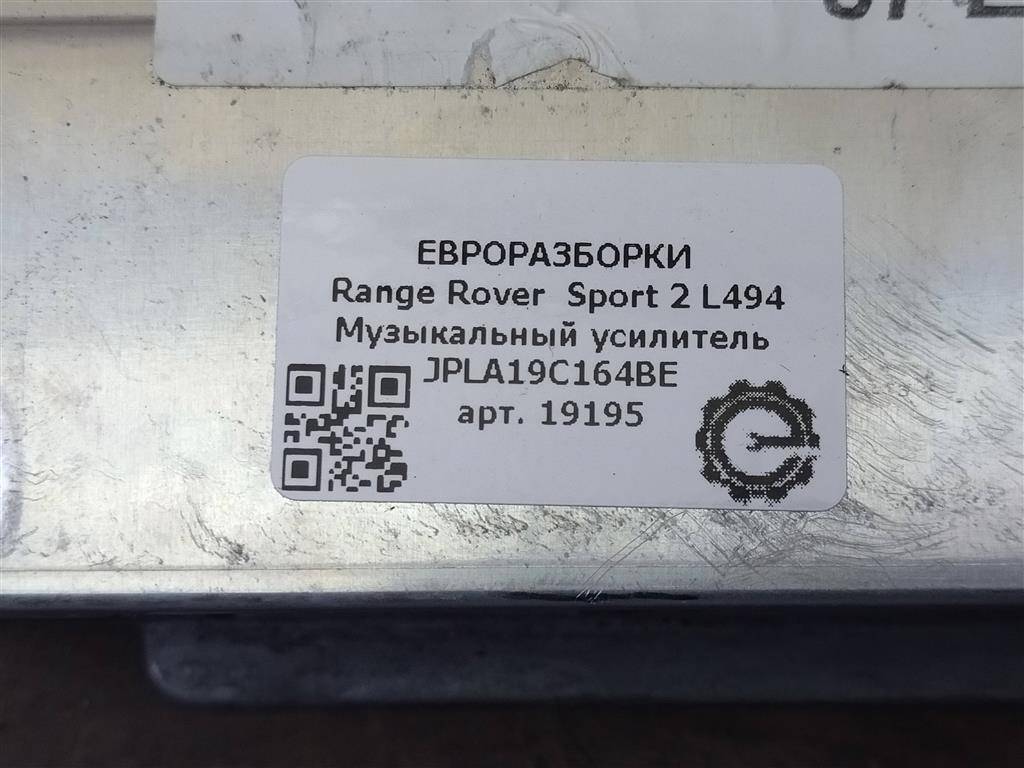 ЕВРОРАЗБОРКИ
Range Rover Sport 2 L494
Музыкальный усилитель
JPLA19C164BE
арт. 19195